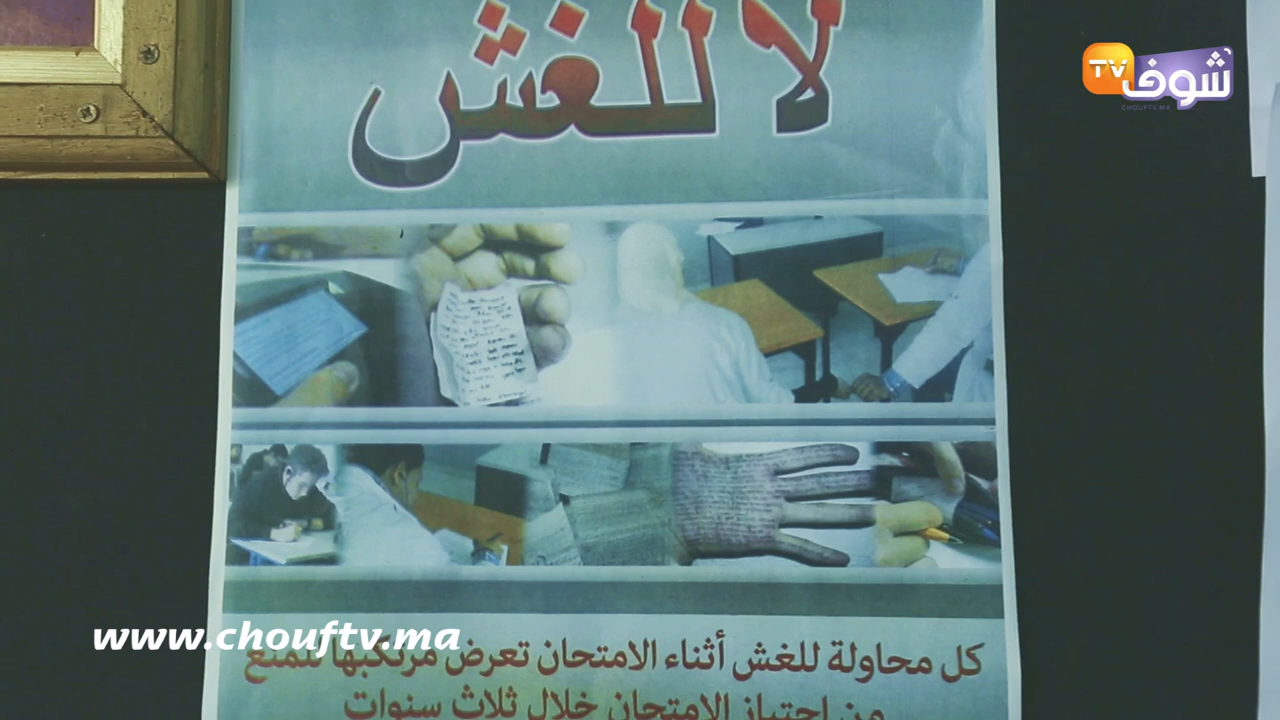 لا للغش
TV شوف
CHOUFTV.MA
www.chouftv.ma
كل محاولة للغش أثناء الامتحان تعرض مرتكبها للمنع
من اجتياز الامتحان خلال ثلاث سنوات